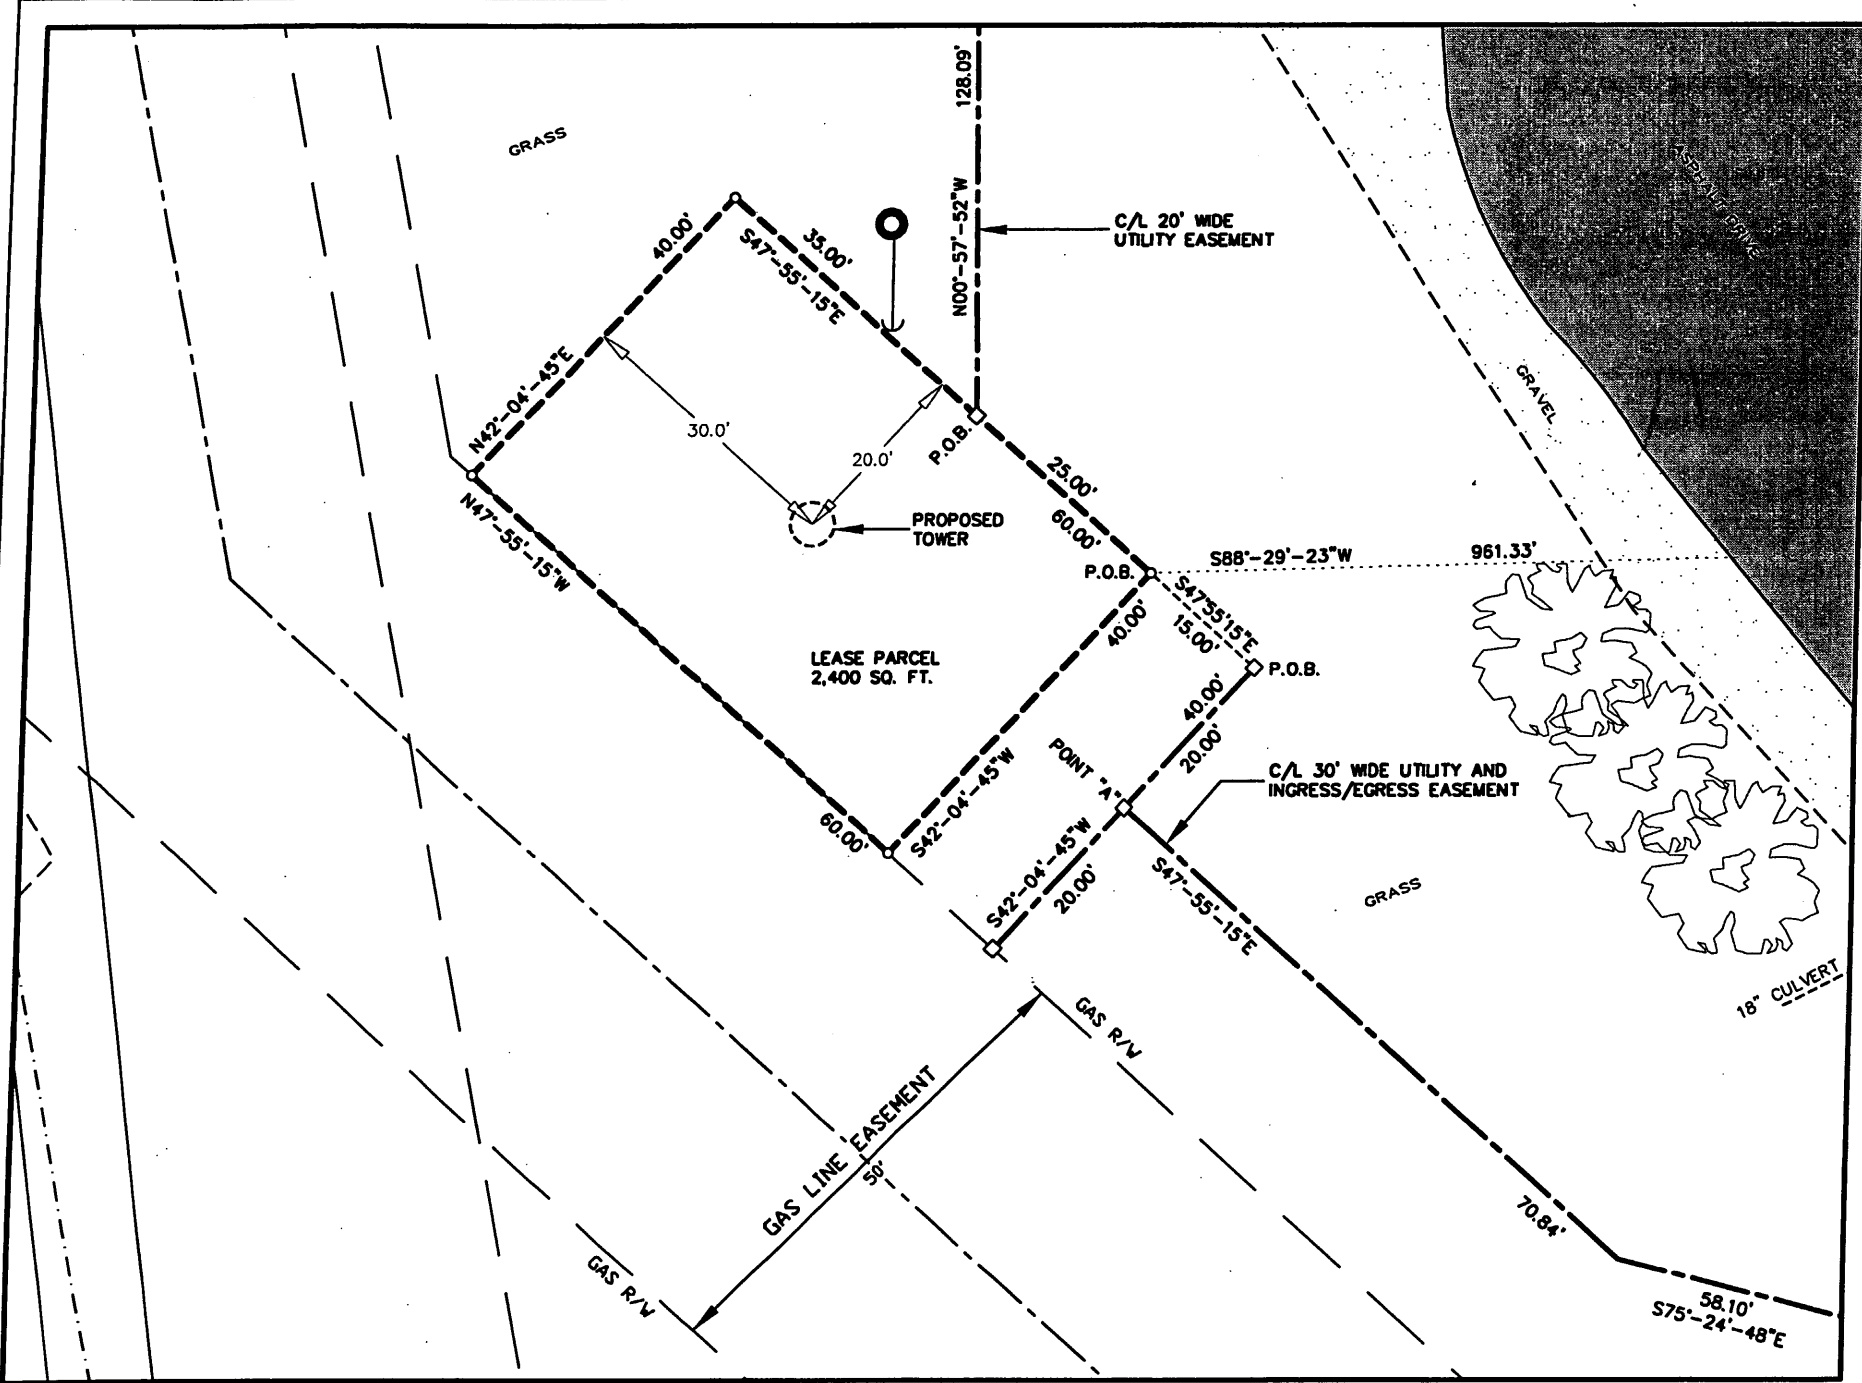 128.09'
GRASS
ASPHALT DRIVE
N00°-57'-52"W
C/L 20' WIDE
UTILITY EASEMENT
40.00'
35.00'
S47°-55'-15"E
N42°-04'-45"E
30.0'
20.0'
P.O.B.
GRAVEL
25.00'
60.00'
PROPOSED
TOWER
N47°-55'-15"W
P.O.B.
S88°-29'-23"W
961.33'
S47°55'15"E
15.00'
40.00'
LEASE PARCEL
2,400 SQ. FT.
P.O.B.
40.00'
20.00'
POINT "A"
C/L 30' WIDE UTILITY AND
INGRESS/EGRESS EASEMENT
60.00'
S42°-04'-45"W
S42°-04'-45"W
20.00'
S47°-55'-15"E
GRASS
18" CULVERT
GAS R/W
GAS LINE EASEMENT
50'
GAS R/W
70.84'
58.10'
S75°-24'-48"E